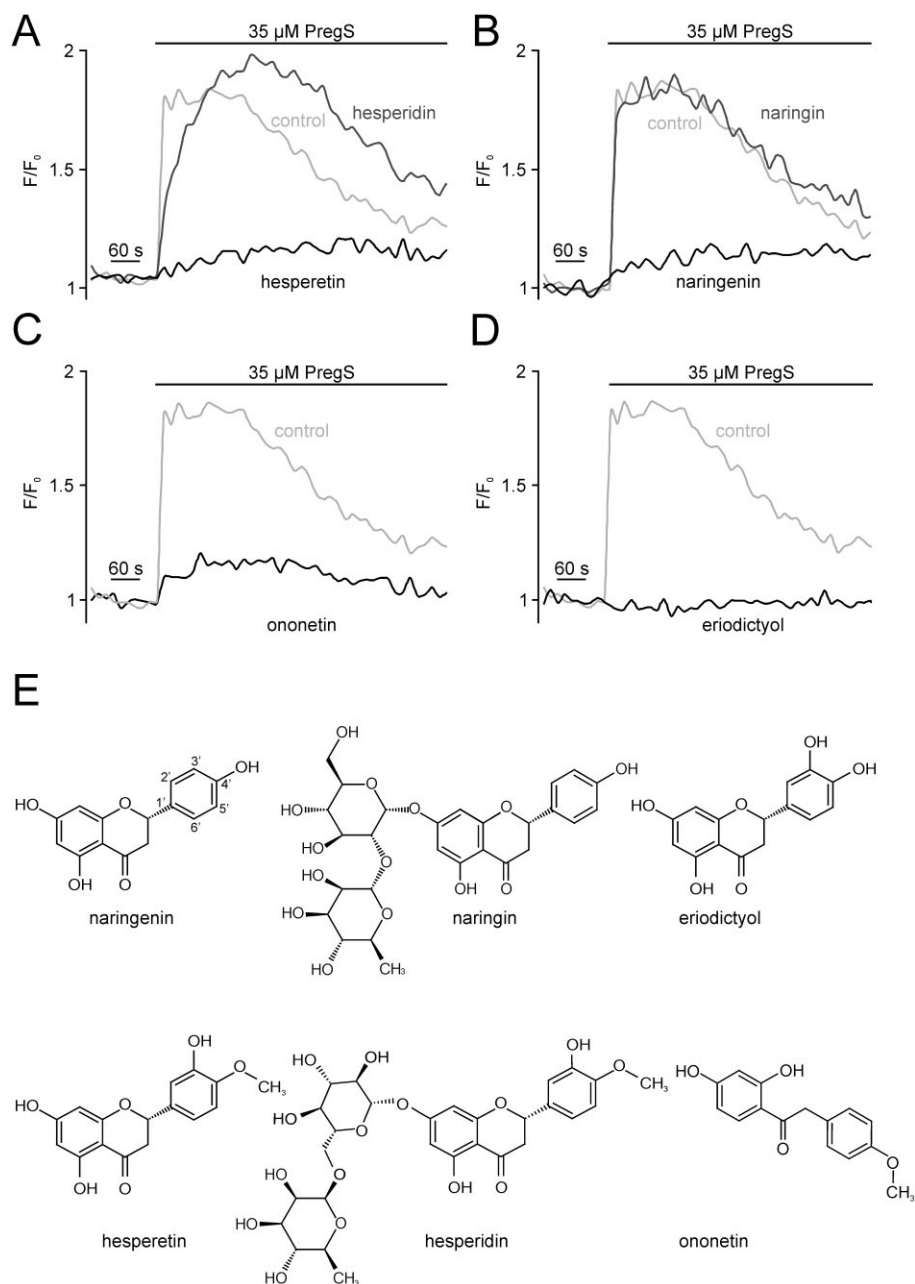 A
35 µM PregS
2
1.5
1
F/F0
60 s
control
hesperidin
hesperetin
B
35 µM PregS
2
1.5
1
F/F0
60 s
control
naringin
naringenin
C
35 µM PregS
2
1.5
1
F/F0
60 s
control
ononetin
D
35 µM PregS
2
1.5
1
F/F0
60 s
control
eriodictyol
E
HO
O
OH
O
1'
2'
3'
4'
5'
6'
OH
naringenin
OH
HO
O
OH
O
O
HO
HO
HO
O
CH3
O
OH
O
OH
naringin
HO
O
OH
O
OH
OH
eriodictyol
HO
O
OH
O
OH
O
CH3
hesperetin
HO
OH
HO
HO
O
O
O
HO
HO
HO
O
CH3
O
OH
O
OH
O
CH3
hesperidin
HO
OH
O
O
CH3
ononetin